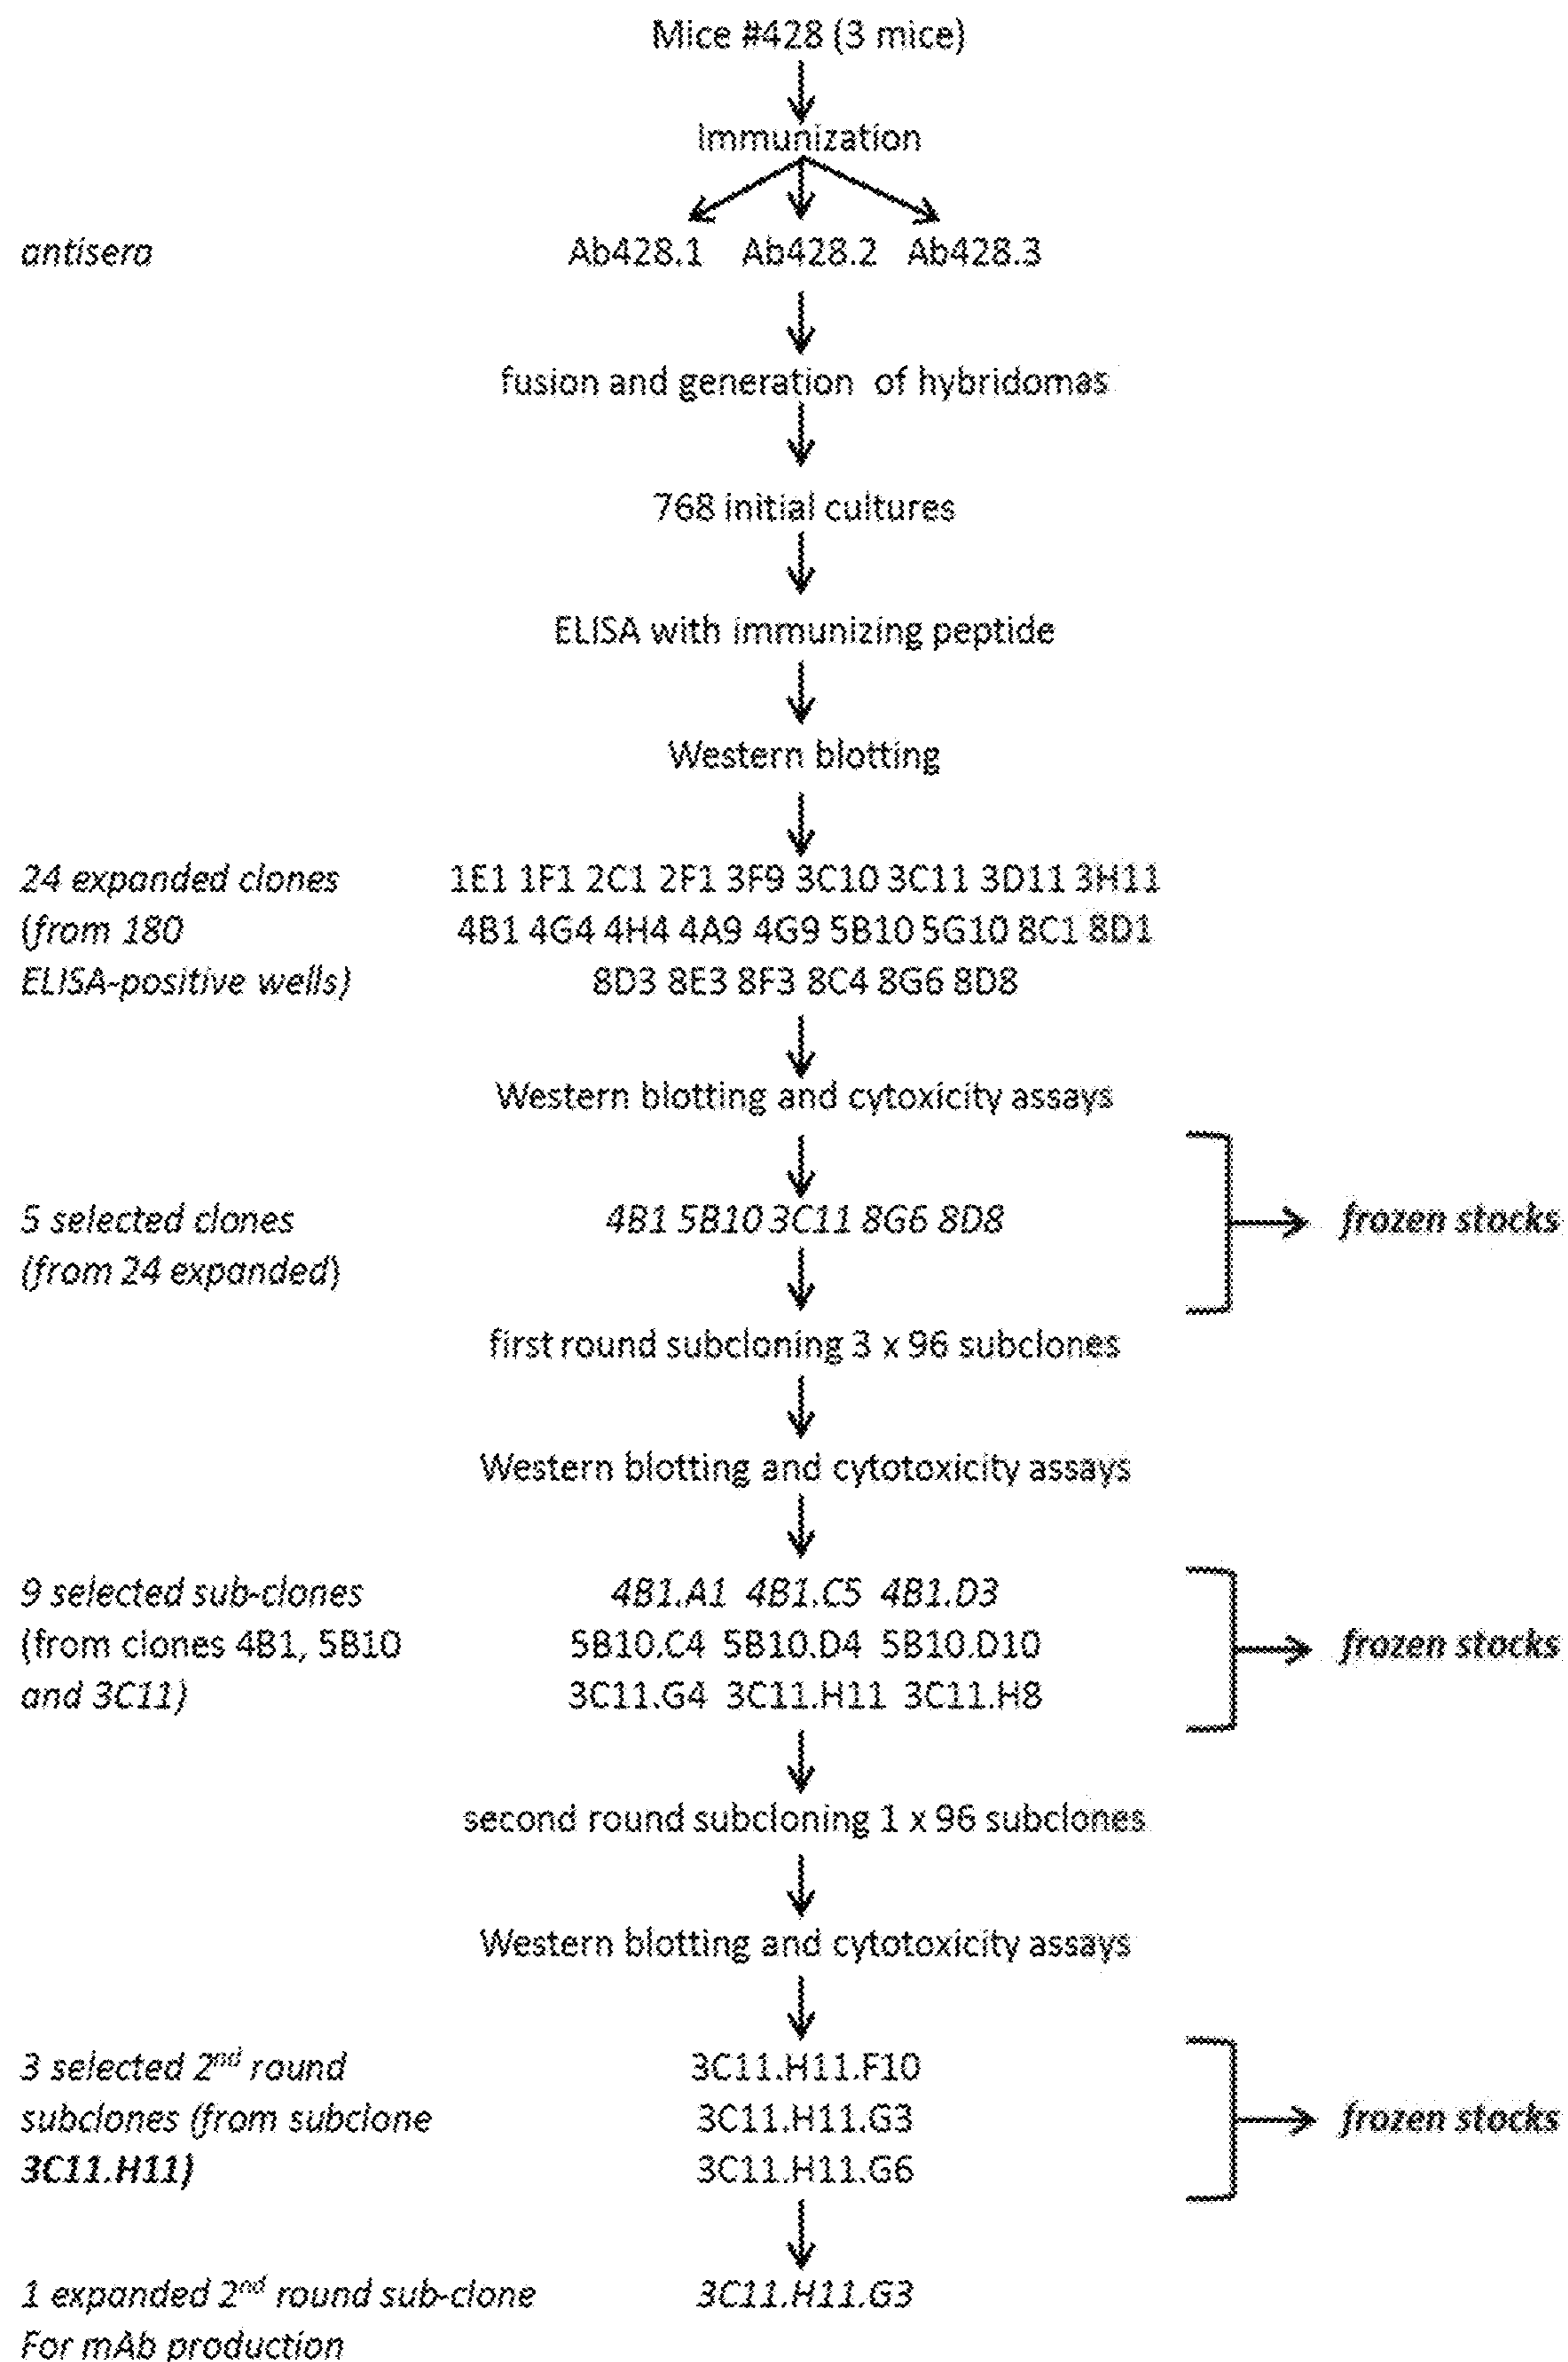 Mice #428 (3 mice)
Immunization
antisera
Ab428.1 Ab428.2 Ab428.3
fusion and generation of hybridomas
768 initial cultures
ELISA with immunizing peptide
Western blotting
24 expanded clones
(from 180
ELISA-positive wells)
1E1 1F1 2C1 2F1 3F9 3C10 3C11 3D11 3H11
4B1 4G4 4H4 4A9 4G9 5B10 5G10 8C1 8D1
8D3 8E3 8F3 8C4 8G6 8D8
Western blotting and cytoxicity assays
5 selected clones
(from 24 expanded)
4B1 5B10 3C11 8G6 8D8
frozen stocks
first round subcloning 3 x 96 subclones
Western blotting and cytotoxicity assays
9 selected sub-clones
(from clones 4B1, 5B10
and 3C11)
4B1.A1 4B1.C5 4B1.D3
5B10.C4 5B10.D4 5B10.D10
3C11.G4 3C11.H11 3C11.H8
frozen stocks
second round subcloning 1 x 96 subclones
Western blotting and cytotoxicity assays
3 selected 2nd round
subclones (from subclone
3C11.H11)
3C11.H11.F10
3C11.H11.G3
3C11.H11.G6
frozen stocks
1 expanded 2nd round sub-clone
For mAb production
3C11.H11.G3